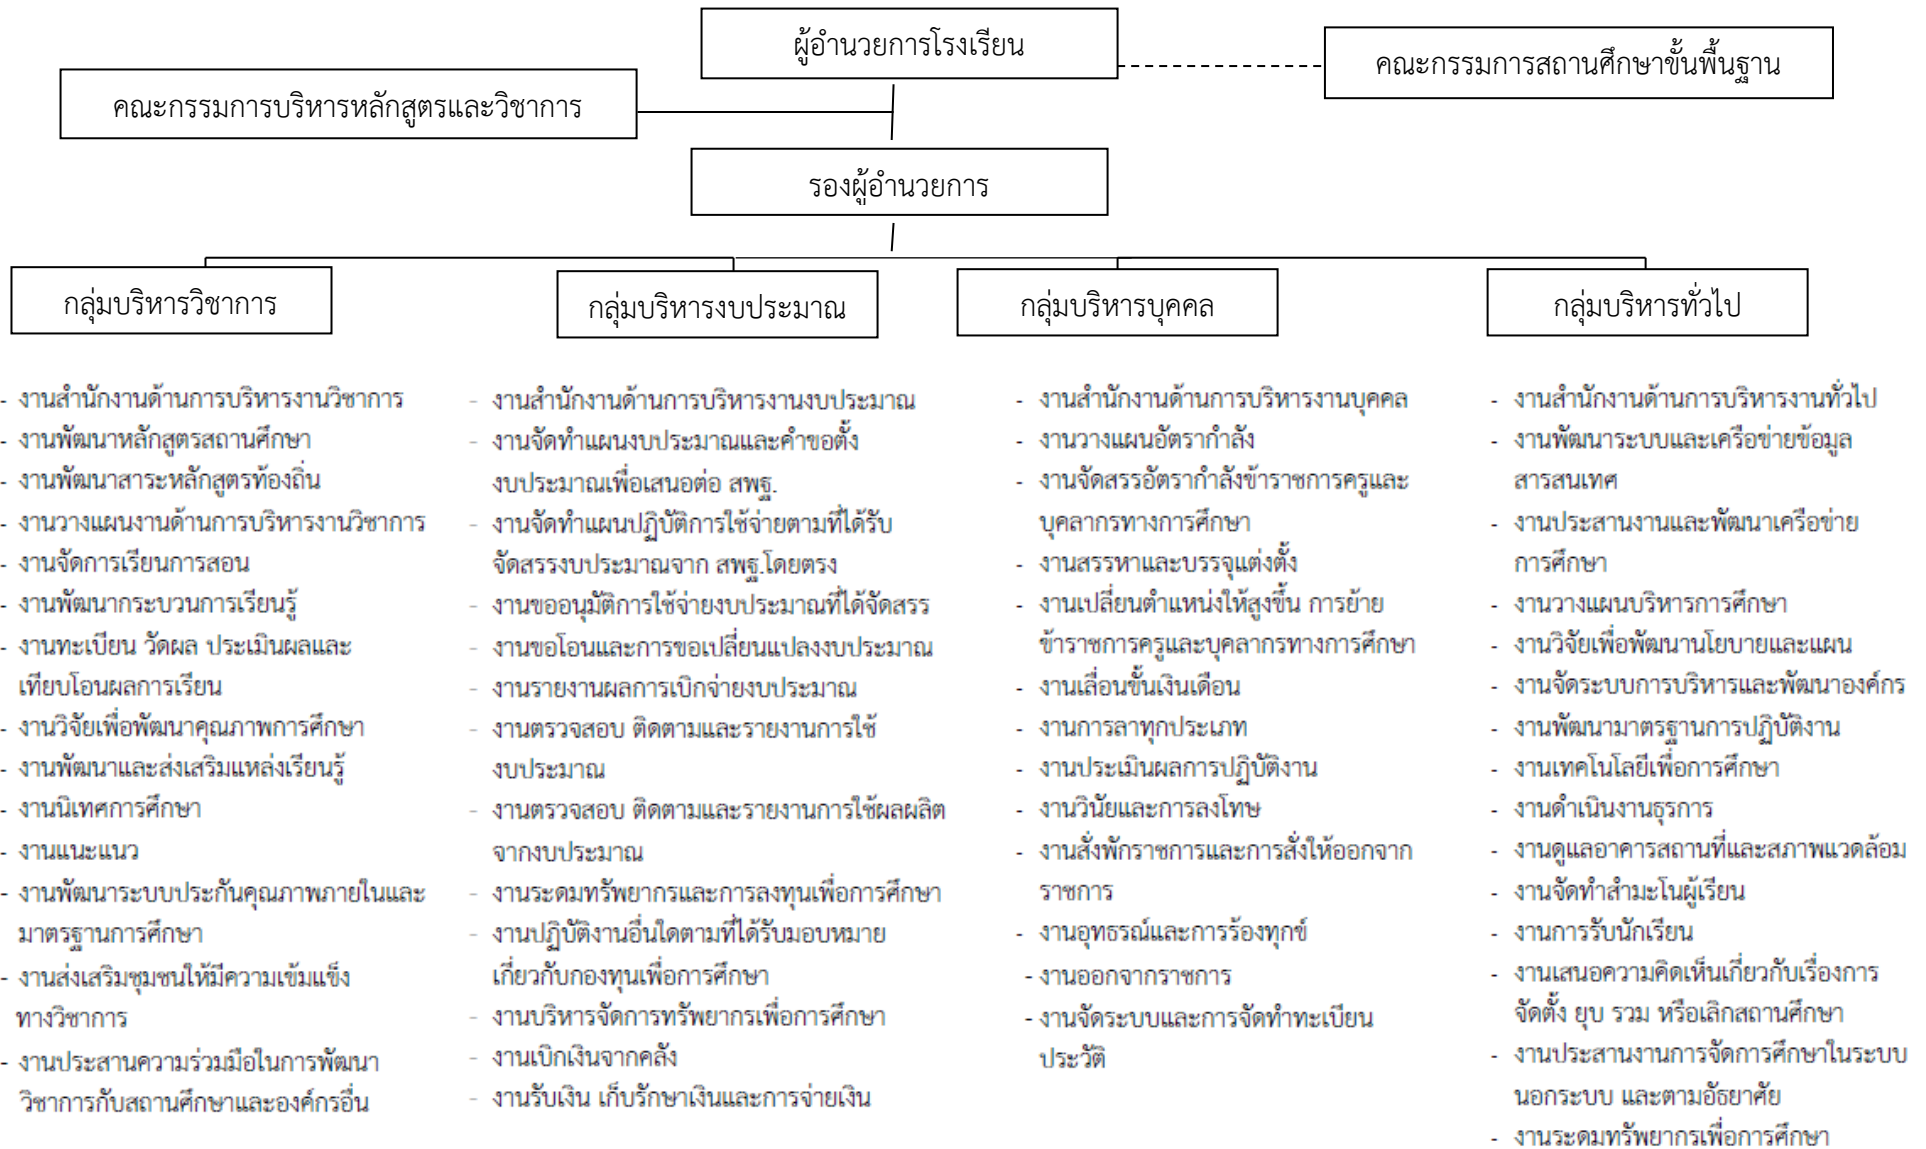 ผู้อำนวยการโรงเรียน
คณะกรรมการสถานศึกษาขั้นพื้นฐาน
คณะกรรมการบริหารหลักสูตรและวิชาการ
รองผู้อำนวยการ
กลุ่มบริหารวิชาการ
กลุ่มบริหารงบประมาณ
กลุ่มบริหารบุคคล
กลุ่มบริหารทั่วไป
- งานสำนักงานด้านการบริหารงานวิชาการ
- งานพัฒนาหลักสูตรสถานศึกษา
- งานพัฒนาสาระหลักสูตรท้องถิ่น
- งานวางแผนงานด้านการบริหารงานวิชาการ
- งานจัดการเรียนการสอน
- งานพัฒนากระบวนการเรียนรู้
- งานทะเบียน วัดผล ประเมินผลและ
เทียบโอนผลการเรียน
- งานวิจัยเพื่อพัฒนาคุณภาพการศึกษา
- งานพัฒนาและส่งเสริมแหล่งเรียนรู้
- งานนิเทศการศึกษา
- งานแนะแนว
- งานพัฒนาระบบประกันคุณภาพภายในและ
มาตรฐานการศึกษา
- งานส่งเสริมชุมชนให้มีความเข้มแข็ง
ทางวิชาการ
- งานประสานความร่วมมือในการพัฒนา
วิชาการกับสถานศึกษาและองค์กรอื่น
- งานสำนักงานด้านการบริหารงานงบประมาณ
- งานจัดทำแผนงบประมาณและคำขอตั้ง
งบประมาณเพื่อเสนอต่อ สพฐ.
- งานจัดทำแผนปฏิบัติการใช้จ่ายตามที่ได้รับ
จัดสรรงบประมาณจาก สพฐ.โดยตรง
- งานขออนุมัติการใช้จ่ายงบประมาณที่ได้จัดสรร
- งานขอโอนและการขอเปลี่ยนแปลงงบประมาณ
- งานรายงานผลการเบิกจ่ายงบประมาณ
- งานตรวจสอบ ติดตามและรายงานการใช้
งบประมาณ
- งานตรวจสอบ ติดตามและรายงานการใช้ผลผลิต
จากงบประมาณ
- งานระดมทรัพยากรและการลงทุนเพื่อการศึกษา
- งานปฏิบัติงานอื่นใดตามที่ได้รับมอบหมาย
เกี่ยวกับกองทุนเพื่อการศึกษา
- งานบริหารจัดการทรัพยากรเพื่อการศึกษา
- งานเบิกเงินจากคลัง
- งานรับเงิน เก็บรักษาเงินและการจ่ายเงิน
- งานสำนักงานด้านการบริหารงานบุคคล
- งานวางแผนอัตรากำลัง
- งานจัดสรรอัตรากำลังข้าราชการครูและ
บุคลากรทางการศึกษา
- งานสรรหาและบรรจุแต่งตั้ง
- งานเปลี่ยนตำแหน่งให้สูงขึ้น การย้าย
ข้าราชการครูและบุคลากรทางการศึกษา
- งานเลื่อนขั้นเงินเดือน
- งานการลาทุกประเภท
- งานประเมินผลการปฏิบัติงาน
- งานวินัยและการลงโทษ
- งานสั่งพักราชการและการสั่งให้ออกจาก
ราชการ
- งานอุทธรณ์และการร้องทุกข์
- งานออกจากราชการ
- งานจัดระบบและการจัดทำทะเบียน
ประวัติ
- งานสำนักงานด้านการบริหารงานทั่วไป
- งานพัฒนาระบบและเครือข่ายข้อมูล
สารสนเทศ
- งานประสานงานและพัฒนาเครือข่าย
การศึกษา
- งานวางแผนบริหารการศึกษา
- งานวิจัยเพื่อพัฒนานโยบายและแผน
- งานจัดระบบการบริหารและพัฒนาองค์กร
- งานพัฒนามาตรฐานการปฏิบัติงาน
- งานเทคโนโลยีเพื่อการศึกษา
- งานดำเนินงานธุรการ
- งานดูแลอาคารสถานที่และสภาพแวดล้อม
- งานจัดทำสำมะโนผู้เรียน
- งานการรับนักเรียน
- งานเสนอความคิดเห็นเกี่ยวกับเรื่องการ
จัดตั้ง ยุบ รวม หรือเลิกสถานศึกษา
- งานประสานงานการจัดการศึกษาในระบบ
นอกระบบ และตามอัธยาศัย
- งานระดมทรัพยากรเพื่อการศึกษา